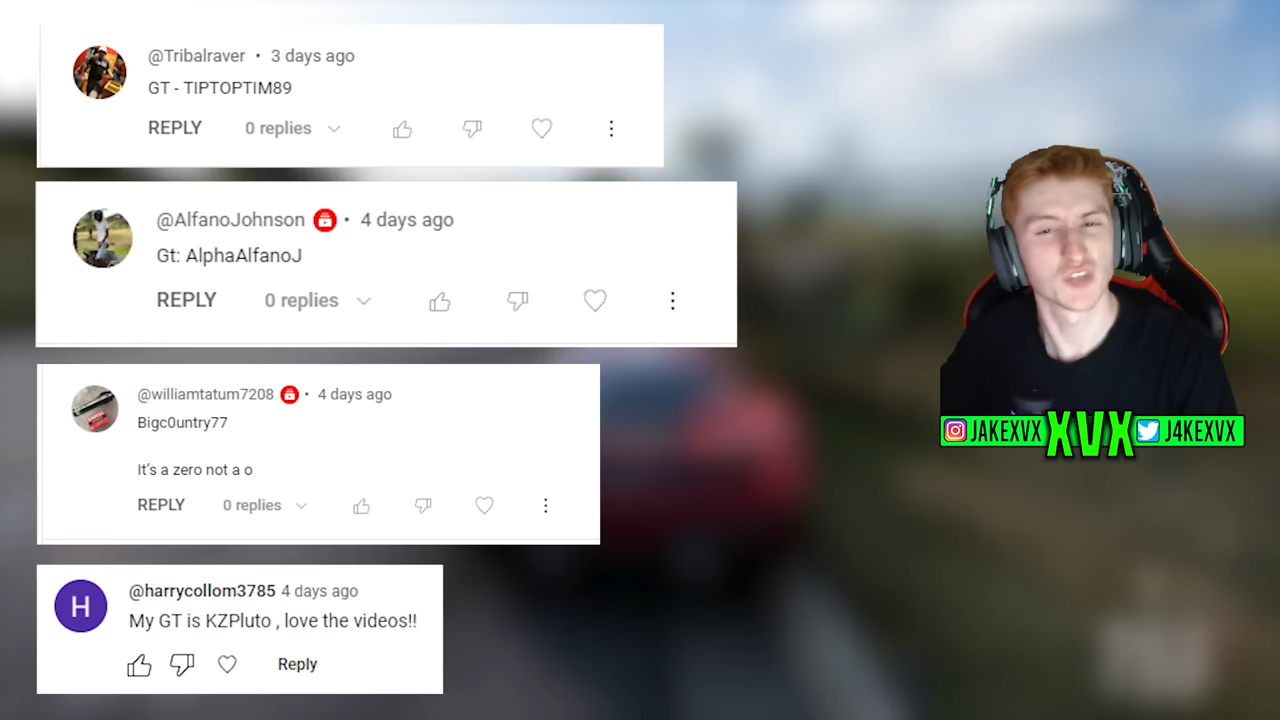 @Tribalraver • 3 days ago
GT - TIPTOPTIM89
REPLY 0 replies
@AlfanoJohnson • 4 days ago
Gt: AlphaAlfanoJ
REPLY 0 replies
@williamtatum7208 • 4 days ago
Bigc0untry77
It's a zero not a o
REPLY 0 replies
H
@harrycollom3785 4 days ago
My GT is KZPluto , love the videos!!
Reply
JAKEXVX XVX J4KEXVX